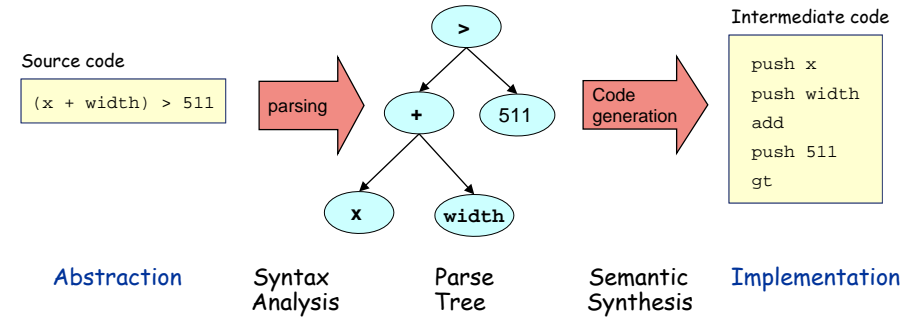 Source code
(x + width) > 511
parsing
>
+
511
x
width
Code
generation
Intermediate code
push x
push width
add
push 511
gt
Abstraction
Syntax
Analysis
Parse
Tree
Semantic
Synthesis
Implementation